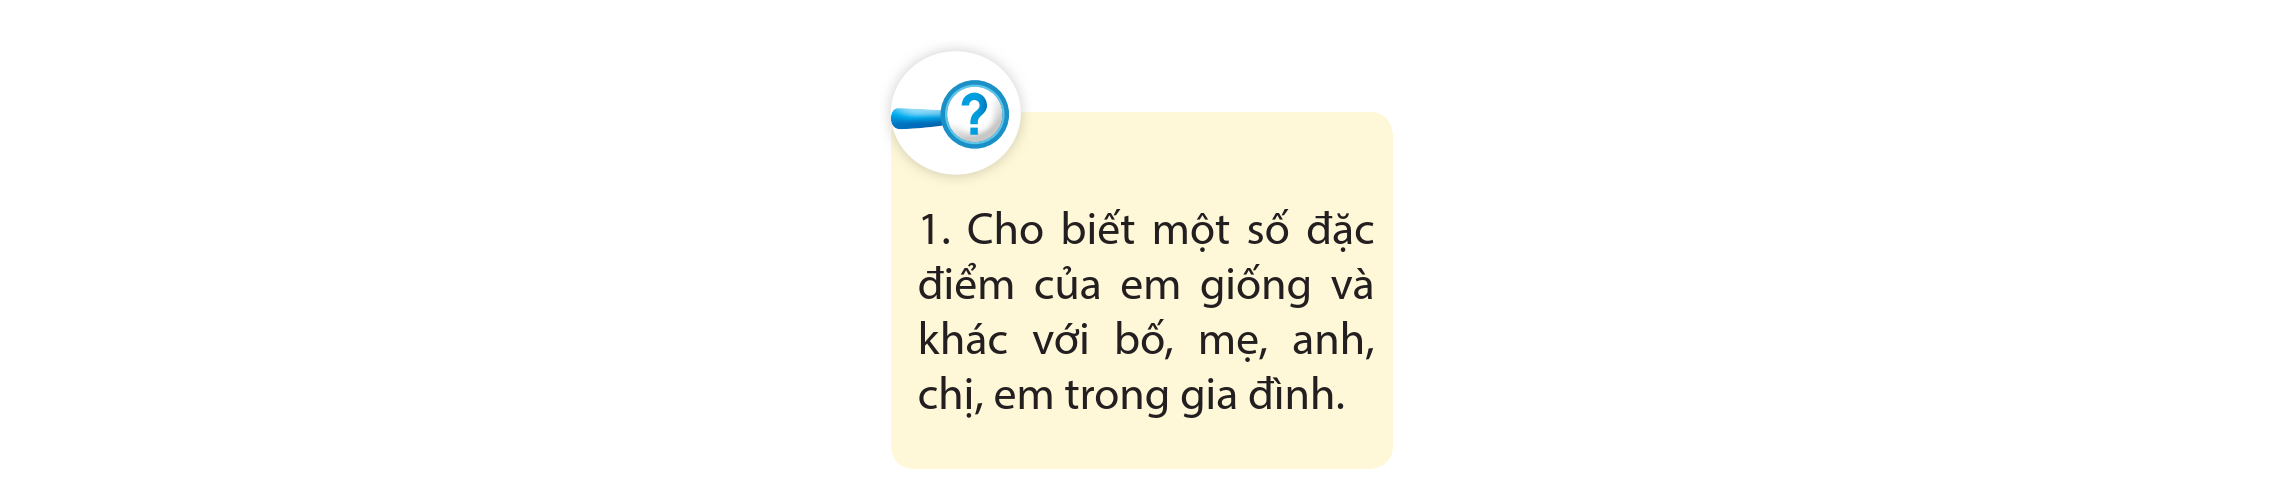 ?
1. Cho biết một số đặc
điểm của em giống và
khác với bố, mẹ, anh,
chị, em trong gia đình.